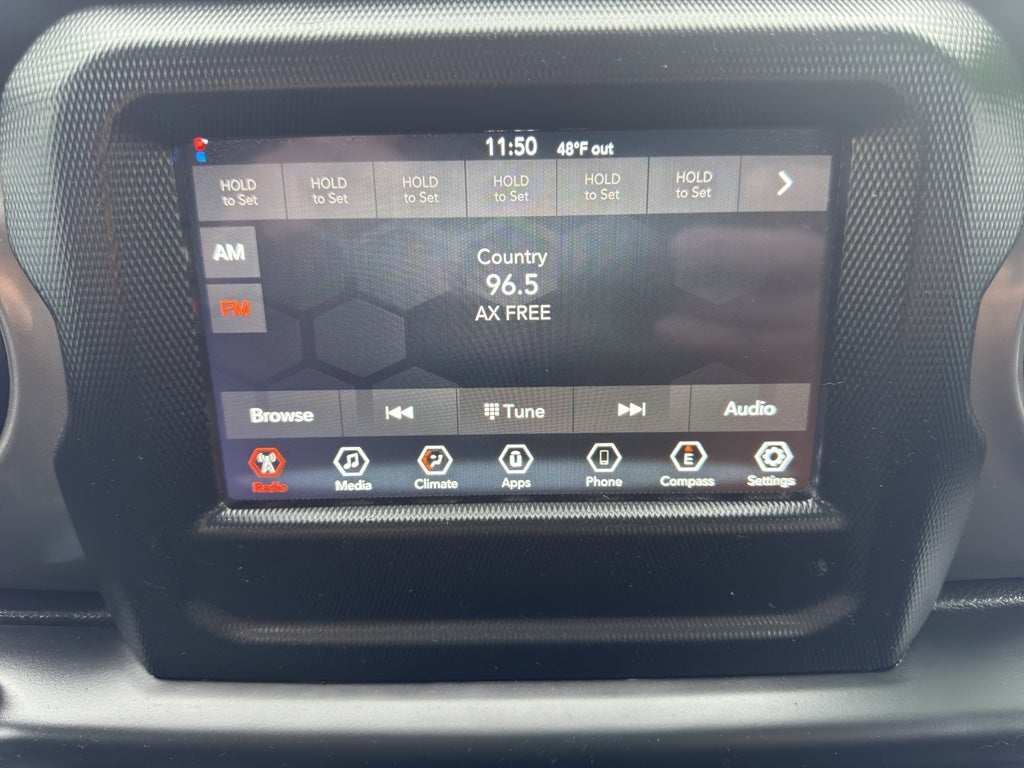 11:50 48°F out
HOLD to Set
HOLD to Set
HOLD to Set
HOLD to Set
HOLD to Set
HOLD to Set
AM
FM
Country
96.5
AX FREE
Browse Tune Audio
Radio Media Climate Apps Phone E Compass Settings